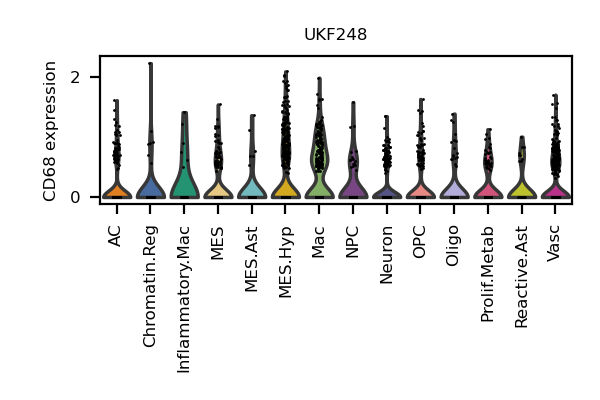 UKF248
CD68 expression
2
0
AC
Chromatin.Reg
Inflammatory.Mac
MES
MES.Ast
MES.Hyp
Mac
NPC
Neuron
OPC
Oligo
Prolif.Metab
Reactive.Ast
Vasc